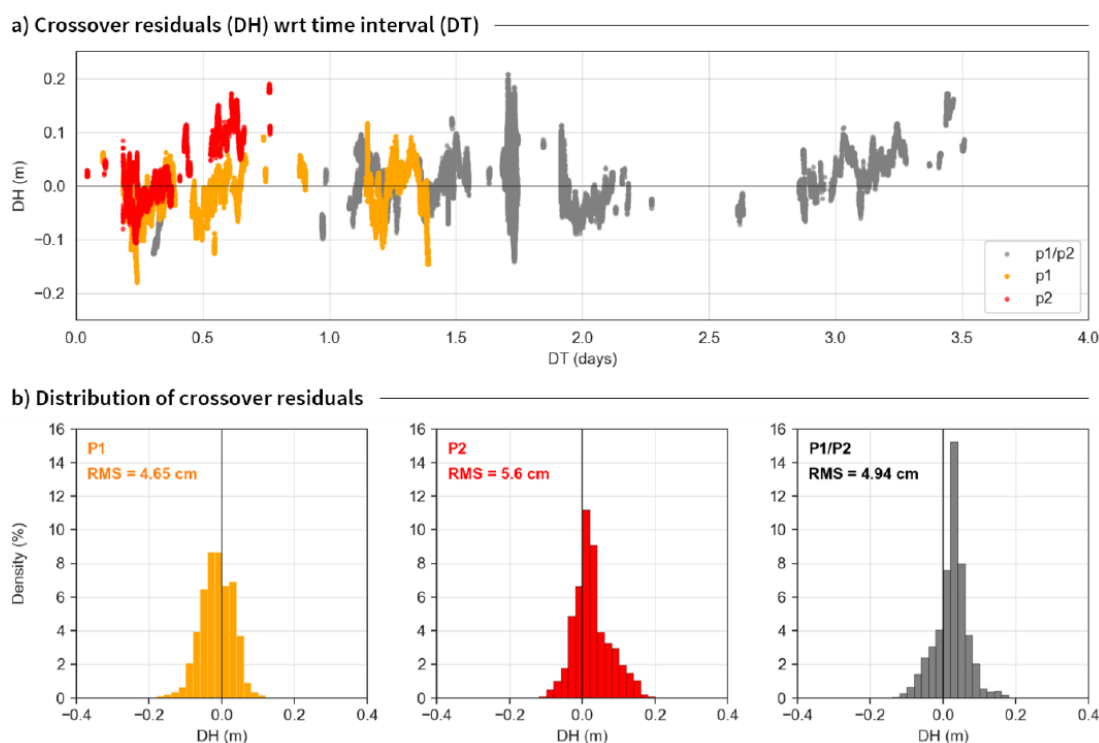 a) Crossover residuals (DH) wrt time interval (DT)
DH (m)
0.2
0.1
0.0
−0.1
−0.2
p1/p2
p1
p2
0.0 0.5 1.0 1.5 2.0 2.5 3.0 3.5 4.0
DT (days)
b) Distribution of crossover residuals
Density (%)
16
14
12
10
8
6
4
2
0
P1
RMS = 4.65 cm
−0.4 −0.2 0.0 0.2 0.4
DH (m)
16
14
12
10
8
6
4
2
0
P2
RMS = 5.6 cm
−0.4 −0.2 0.0 0.2 0.4
DH (m)
16
14
12
10
8
6
4
2
0
P1/P2
RMS = 4.94 cm
−0.4 −0.2 0.0 0.2 0.4
DH (m)